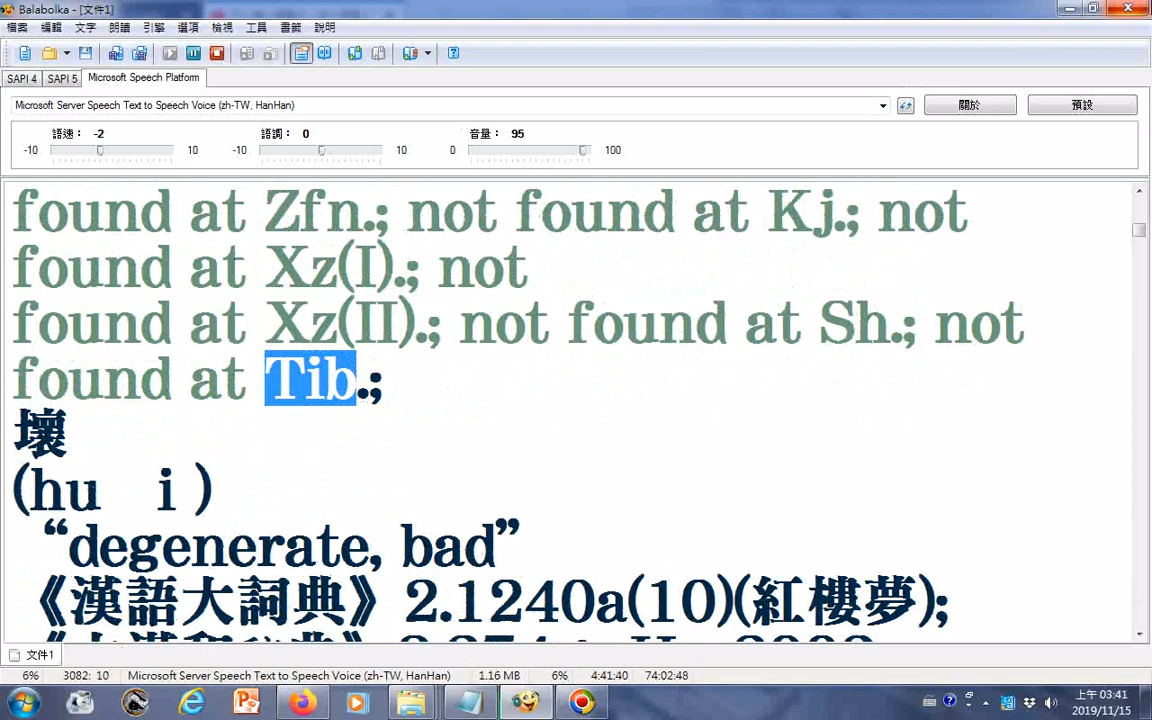 Balabolka - [文件1]
檔案 編輯 文字 朗讀 引擎 選項 檢視 工具 書籤 說明
SAPI 4 SAPI 5 Microsoft Speech Platform
Microsoft Server Speech Text to Speech Voice (zh-TW, HanHan) 關於 預設
語速： -2 語調： 0 音量： 95
-10 10 -10 10 0 100
found at Zfn.; not found at Kj.; not
found at Xz(I).; not
found at Xz(II).; not found at Sh.; not
found at Tib.;
壞
(hu i )
“degenerate, bad”
《漢語大詞典》 2.1240a(10)(紅樓夢);
文件1
6% 3082: 10 Microsoft Server Speech Text to Speech Voice (zh-TW, HanHan) 1.16 MB 6% 4:41:40 74:02:48
上午 03:41
2019/11/15